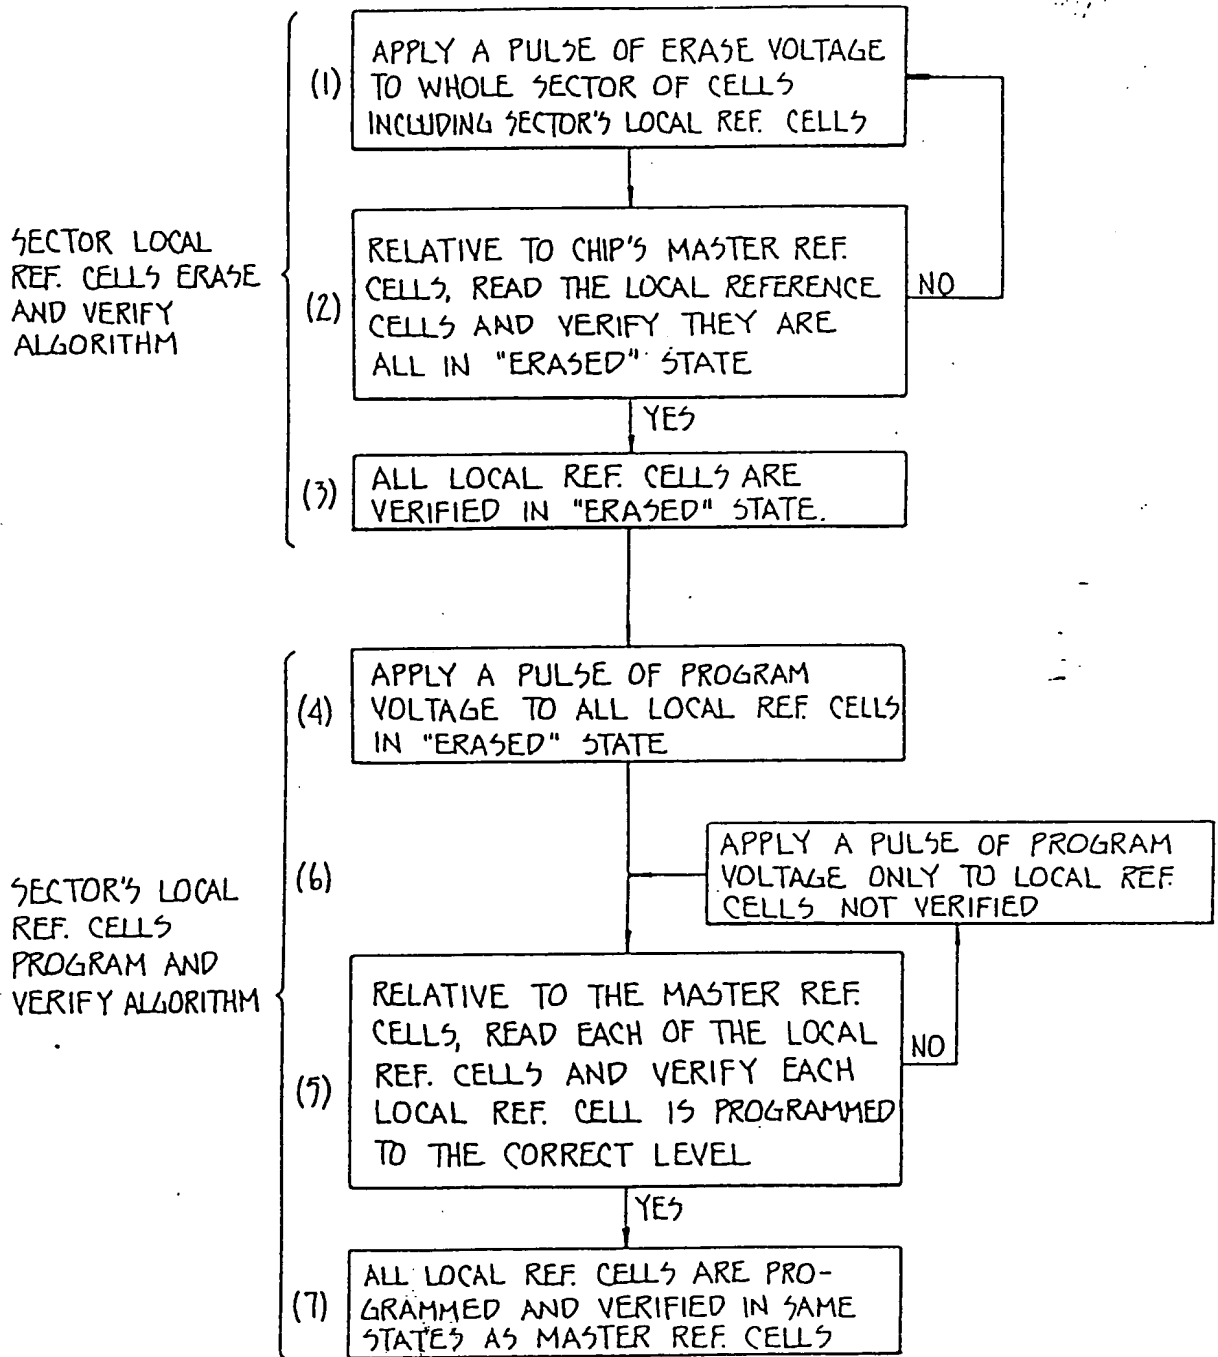 (1)
APPLY A PULSE OF ERASE VOLTAGE
TO WHOLE SECTOR OF CELLS
INCLUDING SECTOR'S LOCAL REF. CELLS
SECTOR LOCAL
REF. CELLS ERASE
AND VERIFY
ALGORITHM
(2)
RELATIVE TO CHIP'S MASTER REF.
CELLS, READ THE LOCAL REFERENCE
CELLS AND VERIFY THEY ARE
ALL IN "ERASED" STATE
NO
YES
(3)
ALL LOCAL REF. CELLS ARE
VERIFIED IN "ERASED" STATE.
(4)
APPLY A PULSE OF PROGRAM
VOLTAGE TO ALL LOCAL REF. CELLS
IN "ERASED" STATE
(6)
APPLY A PULSE OF PROGRAM
VOLTAGE ONLY TO LOCAL REF.
CELLS NOT VERIFIED
SECTOR'S LOCAL
REF. CELLS
PROGRAM AND
VERIFY ALGORITHM
(5)
RELATIVE TO THE MASTER REF.
CELLS, READ EACH OF THE LOCAL
REF. CELLS AND VERIFY EACH
LOCAL REF. CELL IS PROGRAMMED
TO THE CORRECT LEVEL
NO
YES
(7)
ALL LOCAL REF. CELLS ARE PRO-
GRAMMED AND VERIFIED IN SAME
STATES AS MASTER REF. CELLS